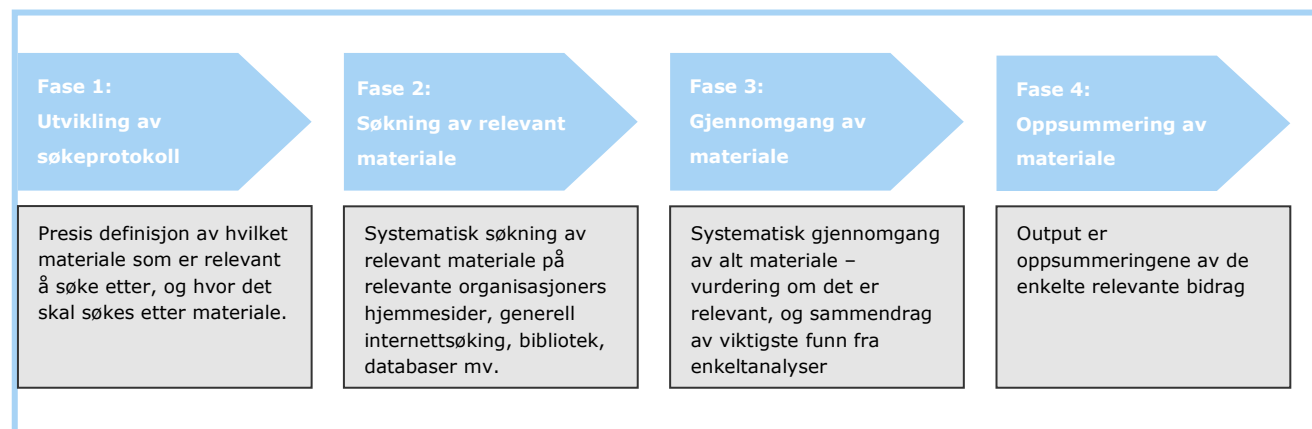 Fase 1:
Utvikling av
søkeprotokoll
Presis definisjon av hvilket
materiale som er relevant
å søke etter, og hvor det
skal søkes etter materiale.
Fase 2:
Søkning av relevant
materiale
Systematisk søkning av
relevant materiale på
relevante organisasjoners
hjemmesider, generell
internettsøking, bibliotek,
databaser mv.
Fase 3:
Gjennomgang av
materiale
Systematisk gjennomgang
av alt materiale –
vurdering om det er
relevant, og sammendrag
av viktigste funn fra
enkeltanalyser
Fase 4:
Oppsummering av
materiale
Output er
oppsummeringene av de
enkelte relevante bidrag